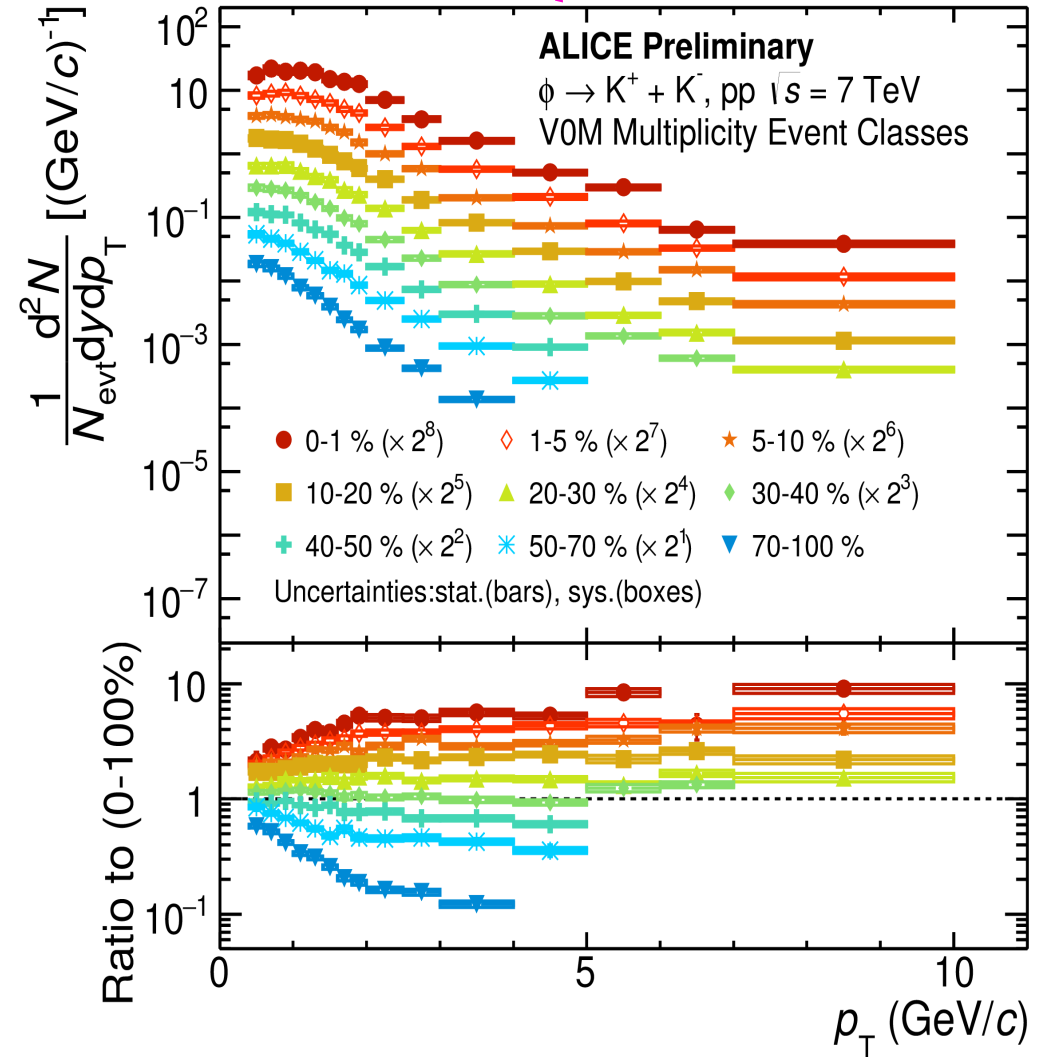 ALICE Preliminary
ϕ → K⁺ + K⁻, pp √s = 7 TeV
V0M Multiplicity Event Classes
1/(N_evt) d²N/(dydp_T) [(GeV/c)⁻¹]
10²
10
10⁻¹
10⁻³
10⁻⁵
10⁻⁷
0-1 % (× 2⁸) 1-5 % (× 2⁷) 5-10 % (× 2⁶)
10-20 % (× 2⁵) 20-30 % (× 2⁴) 30-40 % (× 2³)
40-50 % (× 2²) 50-70 % (× 2¹) 70-100 %
Uncertainties:stat.(bars), sys.(boxes)
Ratio to (0-100%)
10
1
10⁻¹
0 5 10
p_T (GeV/c)